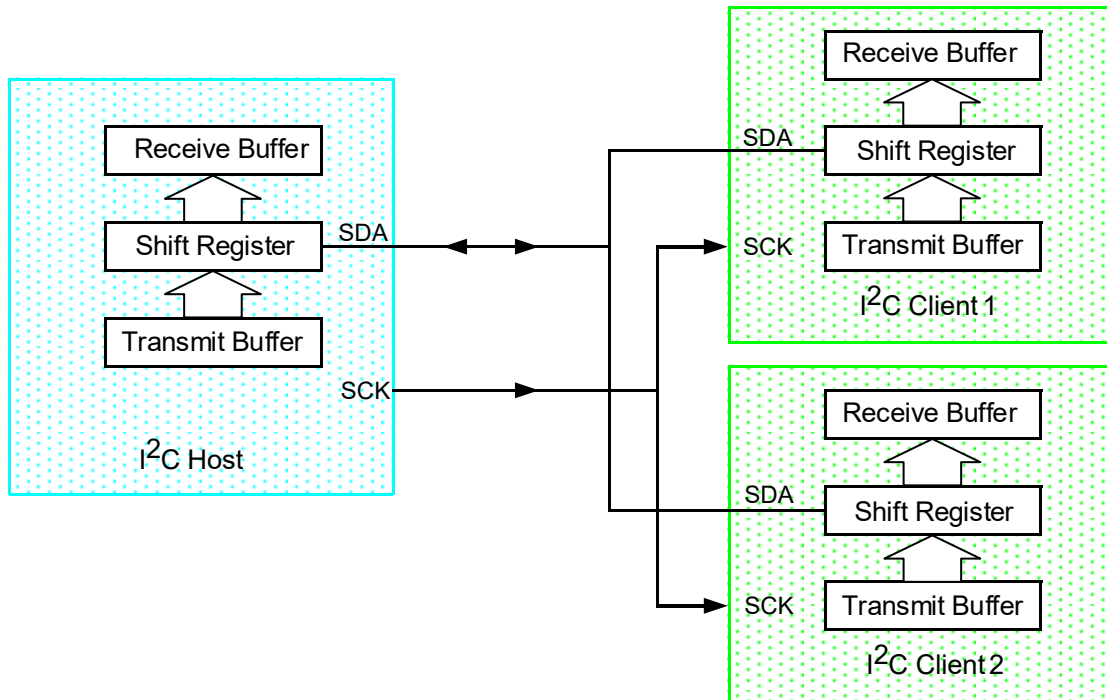 Receive Buffer
Shift Register
SDA
Transmit Buffer
SCK
I²C Host
Receive Buffer
SDA
Shift Register
SCK
Transmit Buffer
I²C Client 1
Receive Buffer
SDA
Shift Register
SCK
Transmit Buffer
I²C Client 2